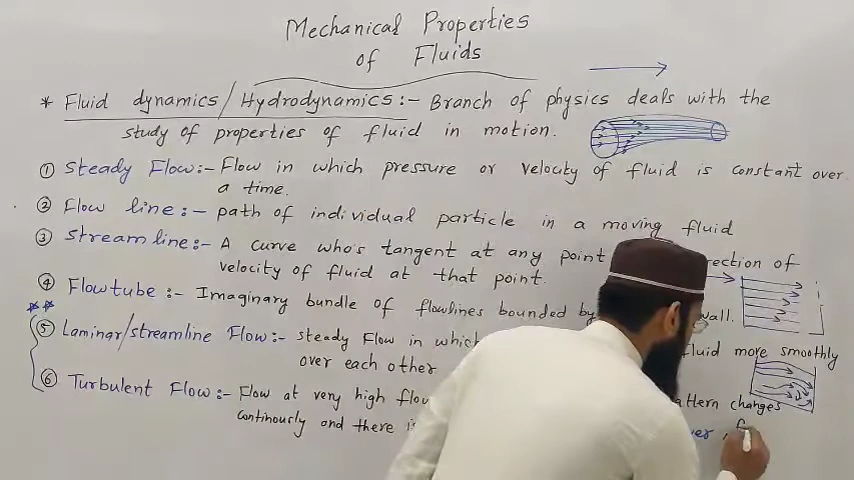 Mechanical Properties
of Fluids
* Fluid dynamics/Hydrodynamics:- Branch of physics deals with the
study of properties of fluid in motion.
① Steady Flow:- Flow in which pressure or velocity of fluid is constant over
a time.
② Flow line:- path of individual particle in a moving fluid
③ Stream line:- A curve who's tangent at any point
velocity of fluid at that point. of
④ Flow tube:- Imaginary bundle of flowlines bounded by wall.
⑤ Laminar/streamline Flow:- steady Flow in which fluid more smoothly
over each other
⑥ Turbulent Flow:- Flow at very high changes
continously and there